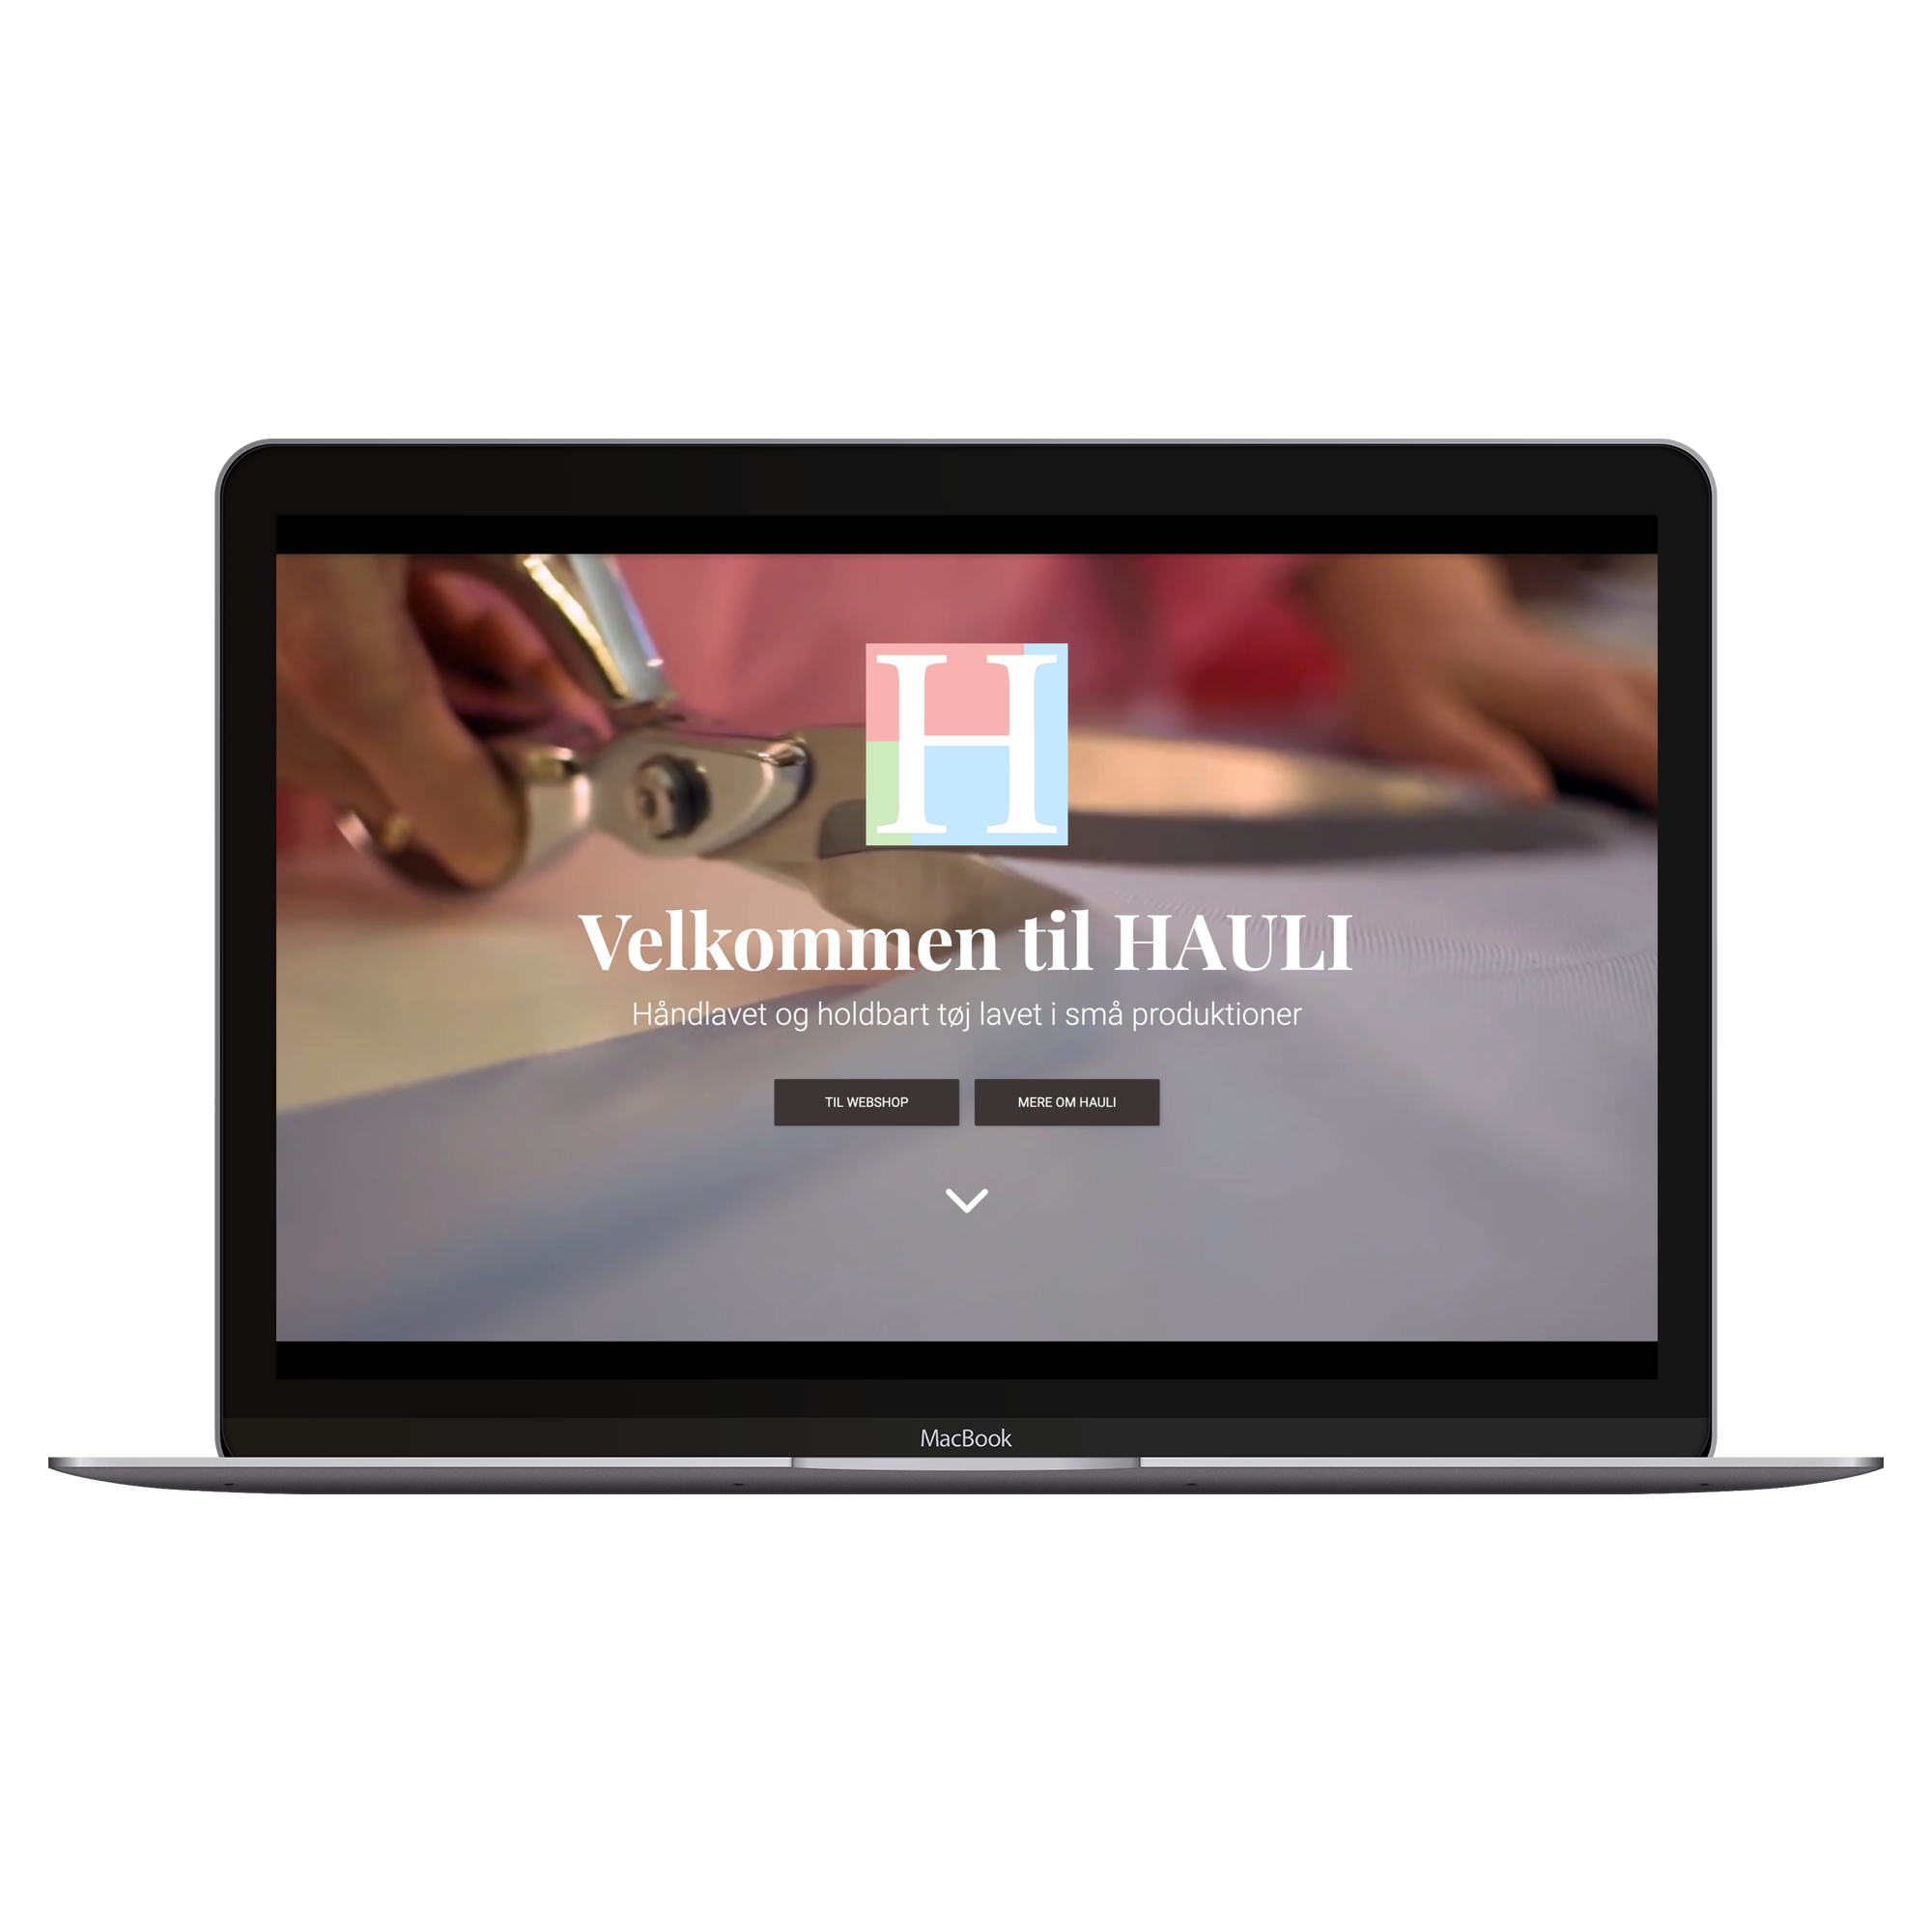 H
Velkommen til HAULI
Håndlavet og holdbart tøj lavet i små produktioner
TIL WEBSHOP MERE OM HAULI
MacBook